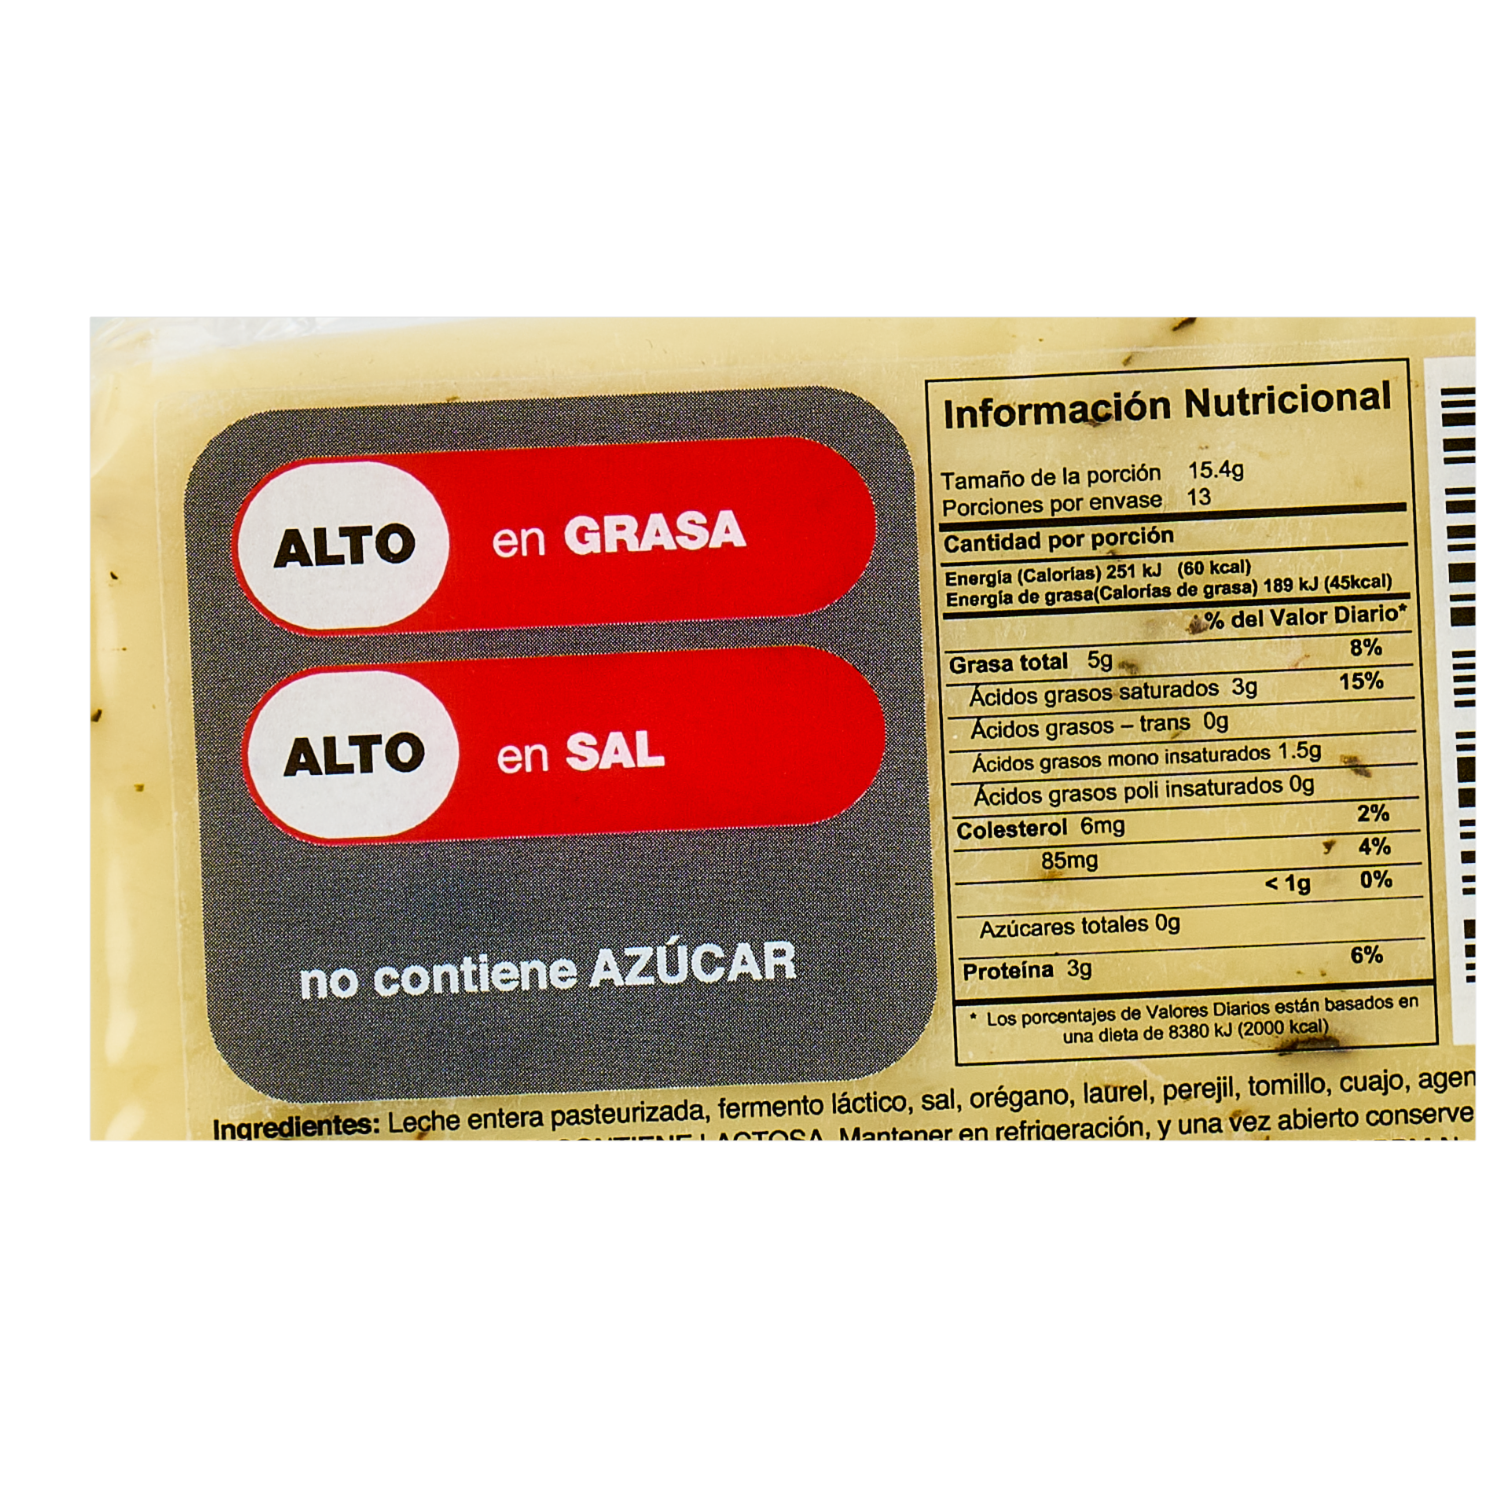 ALTO en GRASA
ALTO en SAL
no contiene AZÚCAR
Información Nutricional
Tamaño de la porción 15.4g
Porciones por envase 13
Cantidad por porción
Energía (Calorías) 251 kJ (60 kcal)
Energía de grasa(Calorías de grasa) 189 kJ (45kcal)
% del Valor Diario*
Grasa total 5g 8%
Ácidos grasos saturados 3g 15%
Ácidos grasos – trans 0g
Ácidos grasos mono insaturados 1.5g
Ácidos grasos poli insaturados 0g
Colesterol 6mg 2%
85mg 4%
< 1g 0%
Azúcares totales 0g
Proteína 3g 6%
* Los porcentajes de Valores Diarios están basados en
una dieta de 8380 kJ (2000 kcal)
Ingredientes: Leche entera pasteurizada, fermento láctico, sal, orégano, laurel, perejil, tomillo, cuajo, agen
CONTIENE LACTOSA. Mantener en refrigeración, y una vez abierto conserve